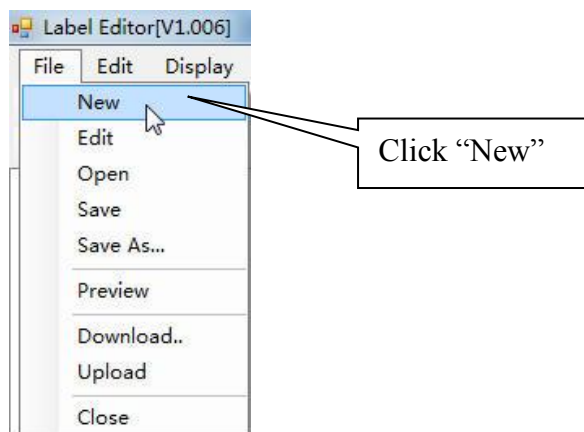 Label Editor[V1.006]
File Edit Display
New
Edit
Open
Save
Save As...
Preview
Download..
Upload
Close
Click “New”